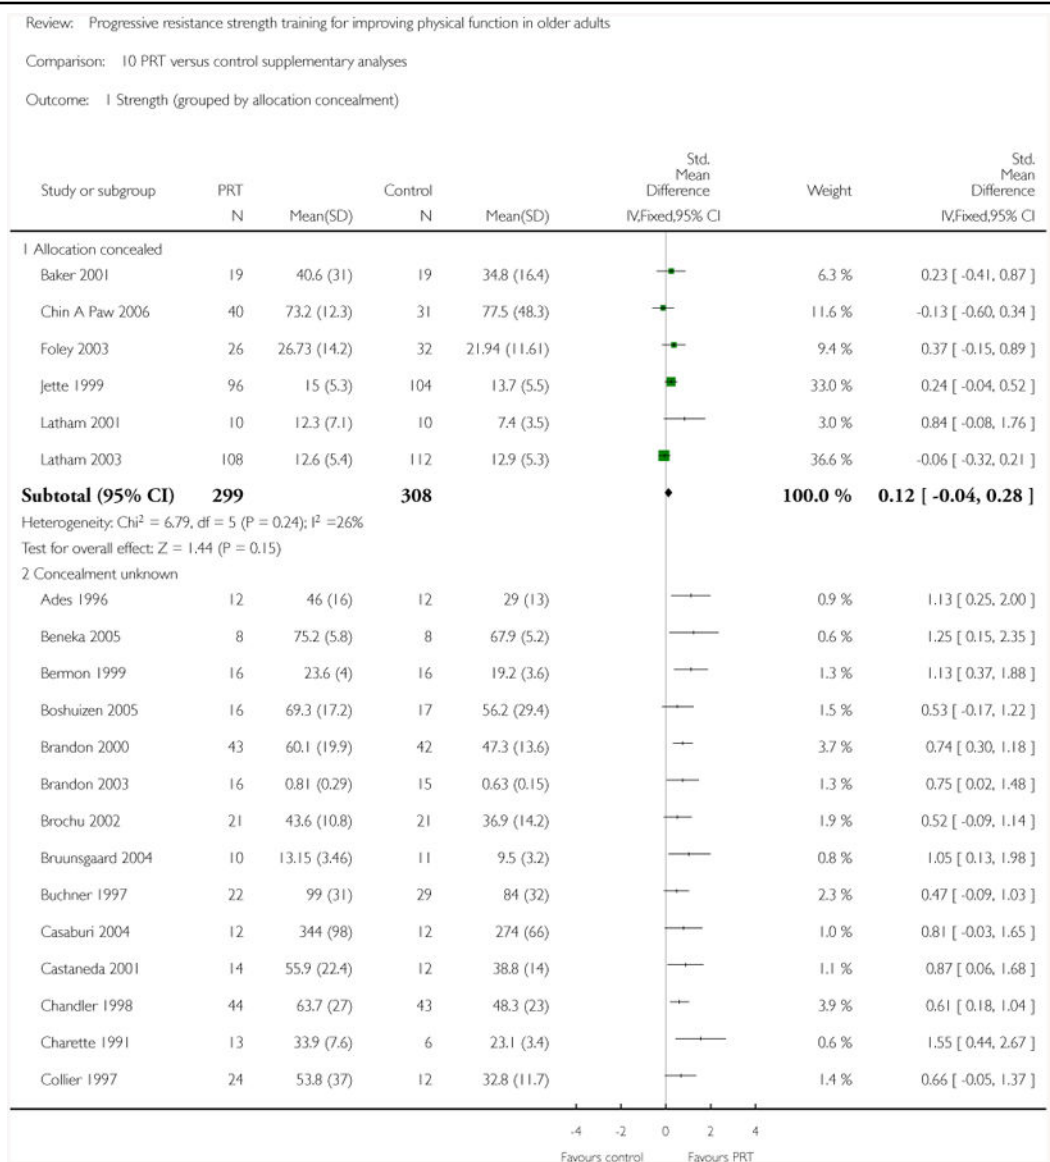 Review: Progressive resistance strength training for improving physical function in older adults
Comparison: 10 PRT versus control supplementary analyses
Outcome: 1 Strength (grouped by allocation concealment)
Study or subgroup PRT Control Std. Mean Difference Weight Std. Mean Difference
N Mean(SD) N Mean(SD) IV,Fixed,95% CI IV,Fixed,95% CI
1 Allocation concealed
Baker 2001 19 40.6 (31) 19 34.8 (16.4) 6.3 % 0.23 [ -0.41, 0.87 ]
Chin A Paw 2006 40 73.2 (12.3) 31 77.5 (48.3) 11.6 % -0.13 [ -0.60, 0.34 ]
Foley 2003 26 26.73 (14.2) 32 21.94 (11.61) 9.4 % 0.37 [ -0.15, 0.89 ]
Jette 1999 96 15 (5.3) 104 13.7 (5.5) 33.0 % 0.24 [ -0.04, 0.52 ]
Latham 2001 10 12.3 (7.1) 10 7.4 (3.5) 3.0 % 0.84 [ -0.08, 1.76 ]
Latham 2003 108 12.6 (5.4) 112 12.9 (5.3) 36.6 % -0.06 [ -0.32, 0.21 ]
Subtotal (95% CI) 299 308 100.0 % 0.12 [ -0.04, 0.28 ]
Heterogeneity: Chi² = 6.79, df = 5 (P = 0.24); I² =26%
Test for overall effect: Z = 1.44 (P = 0.15)
2 Concealment unknown
Ades 1996 12 46 (16) 12 29 (13) 0.9 % 1.13 [ 0.25, 2.00 ]
Beneka 2005 8 75.2 (5.8) 8 67.9 (5.2) 0.6 % 1.25 [ 0.15, 2.35 ]
Bermon 1999 16 23.6 (4) 16 19.2 (3.6) 1.3 % 1.13 [ 0.37, 1.88 ]
Boshuizen 2005 16 69.3 (17.2) 17 56.2 (29.4) 1.5 % 0.53 [ -0.17, 1.22 ]
Brandon 2000 43 60.1 (19.9) 42 47.3 (13.6) 3.7 % 0.74 [ 0.30, 1.18 ]
Brandon 2003 16 0.81 (0.29) 15 0.63 (0.15) 1.3 % 0.75 [ 0.02, 1.48 ]
Brochu 2002 21 43.6 (10.8) 21 36.9 (14.2) 1.9 % 0.52 [ -0.09, 1.14 ]
Bruunsgaard 2004 10 13.15 (3.46) 11 9.5 (3.2) 0.8 % 1.05 [ 0.13, 1.98 ]
Buchner 1997 22 99 (31) 29 84 (32) 2.3 % 0.47 [ -0.09, 1.03 ]
Casaburi 2004 12 344 (98) 12 274 (66) 1.0 % 0.81 [ -0.03, 1.65 ]
Castaneda 2001 14 55.9 (22.4) 12 38.8 (14) 1.1 % 0.87 [ 0.06, 1.68 ]
Chandler 1998 44 63.7 (27) 43 48.3 (23) 3.9 % 0.61 [ 0.18, 1.04 ]
Charette 1991 13 33.9 (7.6) 6 23.1 (3.4) 0.6 % 1.55 [ 0.44, 2.67 ]
Collier 1997 24 53.8 (37) 12 32.8 (11.7) 1.4 % 0.66 [ -0.05, 1.37 ]
-4 -2 0 2 4
Favours control Favours PRT